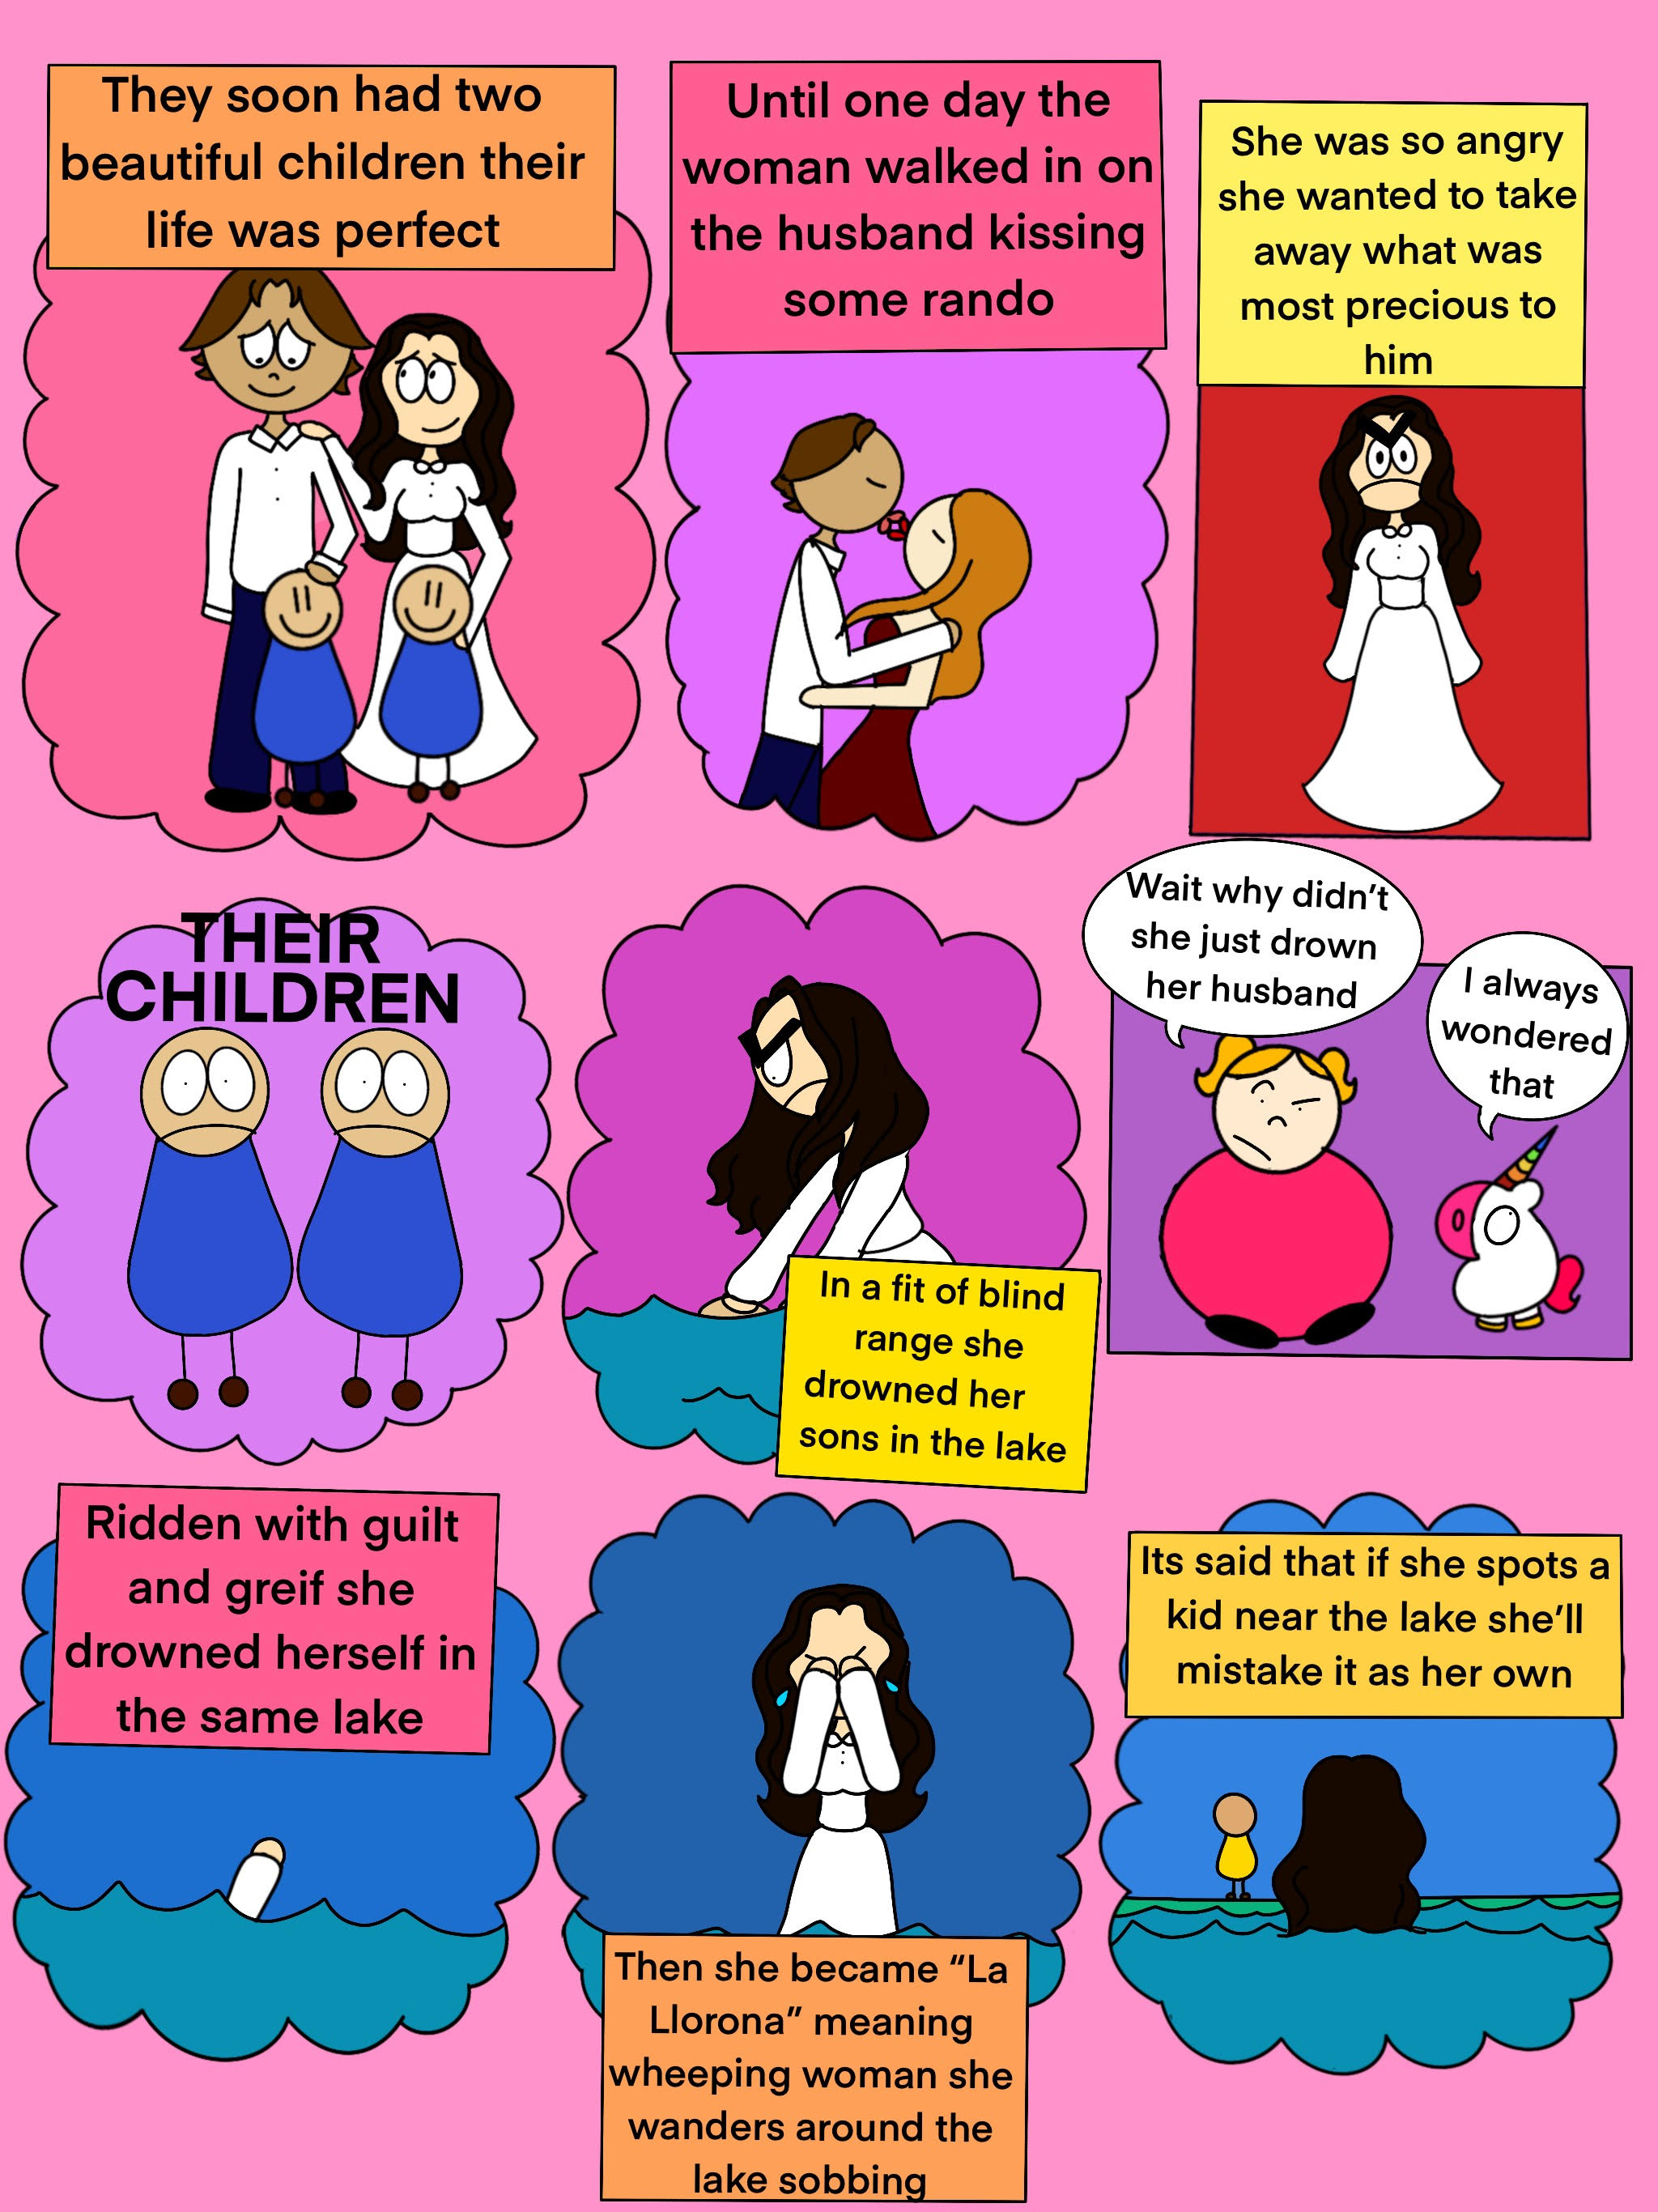 They soon had two
beautiful children their
life was perfect
Until one day the
woman walked in on
the husband kissing
some rando
She was so angry
she wanted to take
away what was
most precious to
him
THEIR
CHILDREN
In a fit of blind
range she
drowned her
sons in the lake
Wait why didn't
she just drown
her husband
I always
wondered
that
Ridden with guilt
and greif she
drowned herself in
the same lake
Then she became “La
Llorona” meaning
wheeping woman she
wanders around the
lake sobbing
Its said that if she spots a
kid near the lake she'll
mistake it as her own